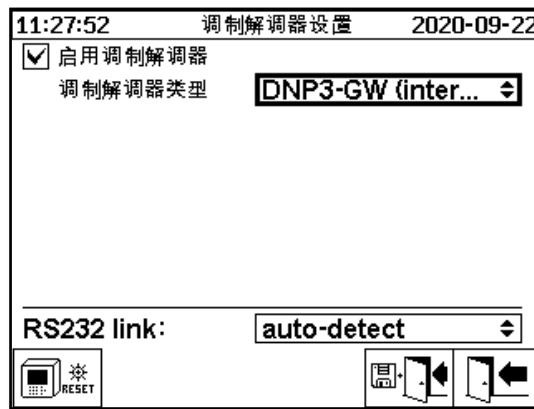 11:27:52 调制解调器设置 2020-09-22
启用调制解调器
调制解调器类型 DNP3-GW (inter...
RS232 link: auto-detect
RESET